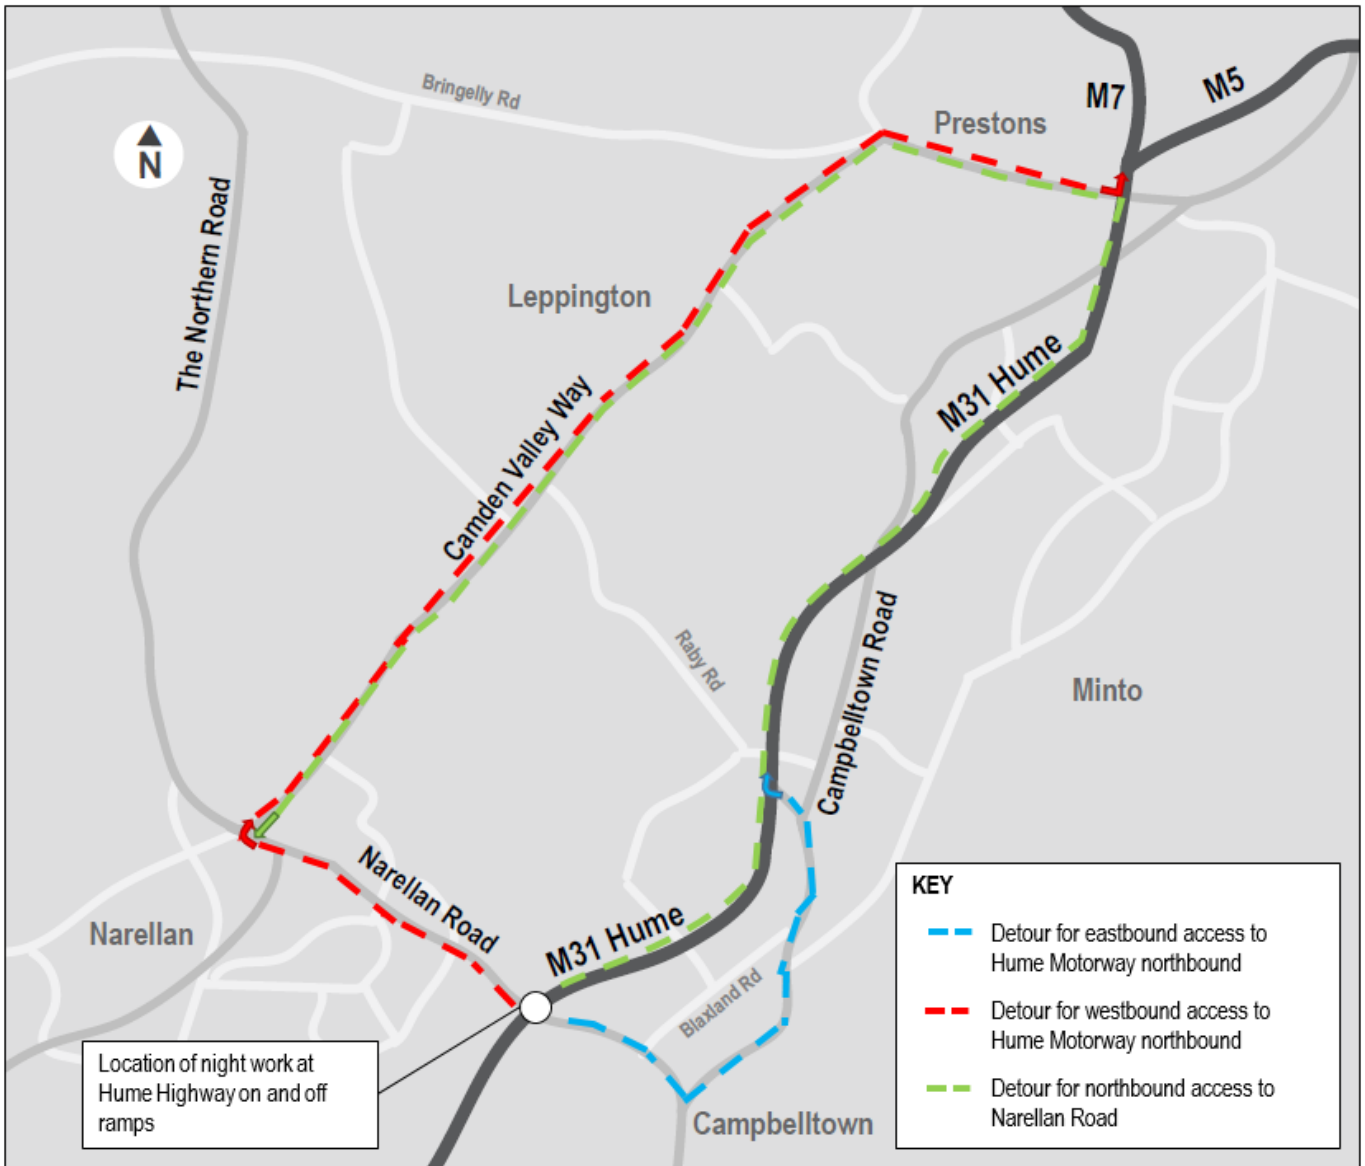 Bringelly Rd
M7
M5
Prestons
N
The Northern Road
Leppington
M31 Hume
Camden Valley Way
Raby Rd
Campbelltown Road
Minto
Narellan Road
Narellan
M31 Hume
Blaxland Rd
Campbelltown
Location of night work at
Hume Highway on and off
ramps
KEY
Detour for eastbound access to
Hume Motorway northbound
Detour for westbound access to
Hume Motorway northbound
Detour for northbound access to
Narellan Road